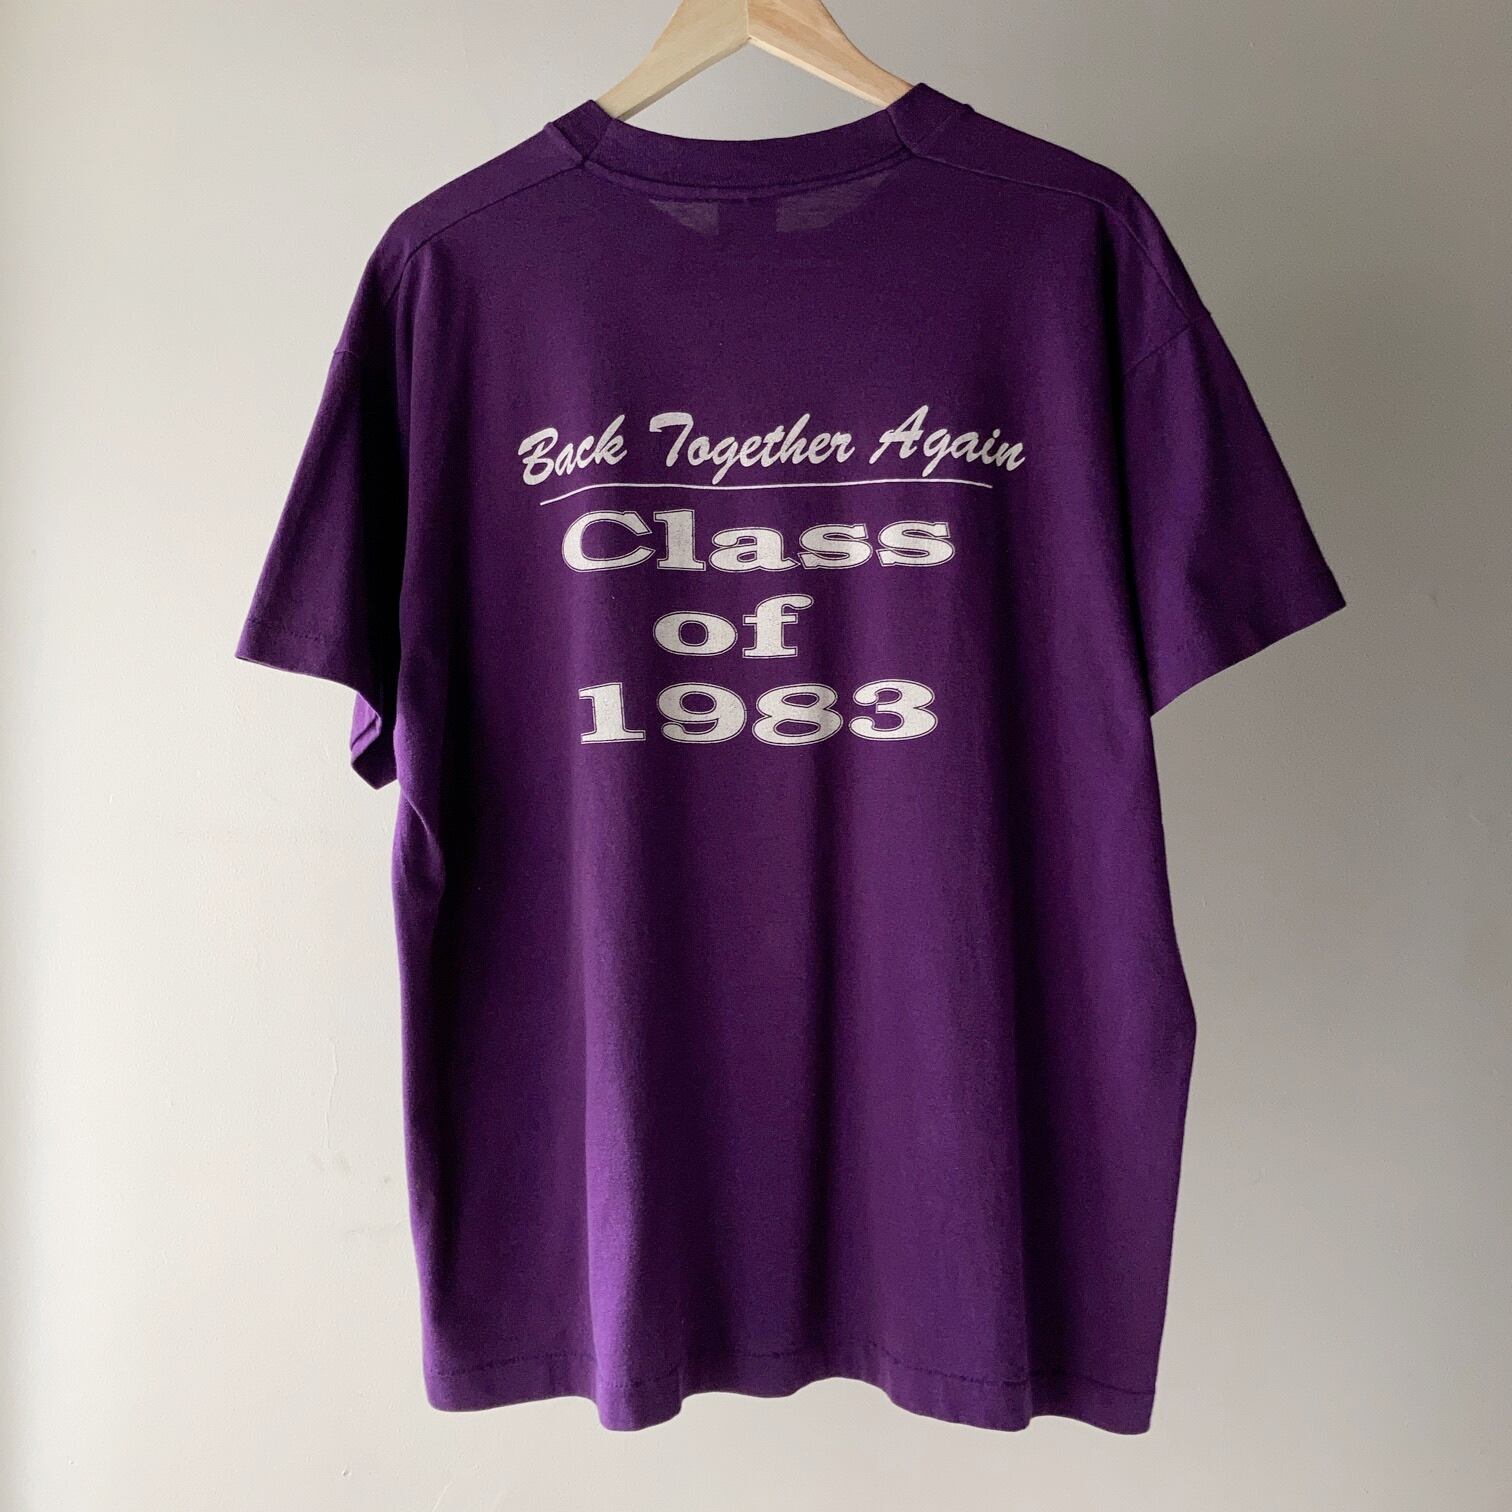 Back Together Again
Class
of
1983